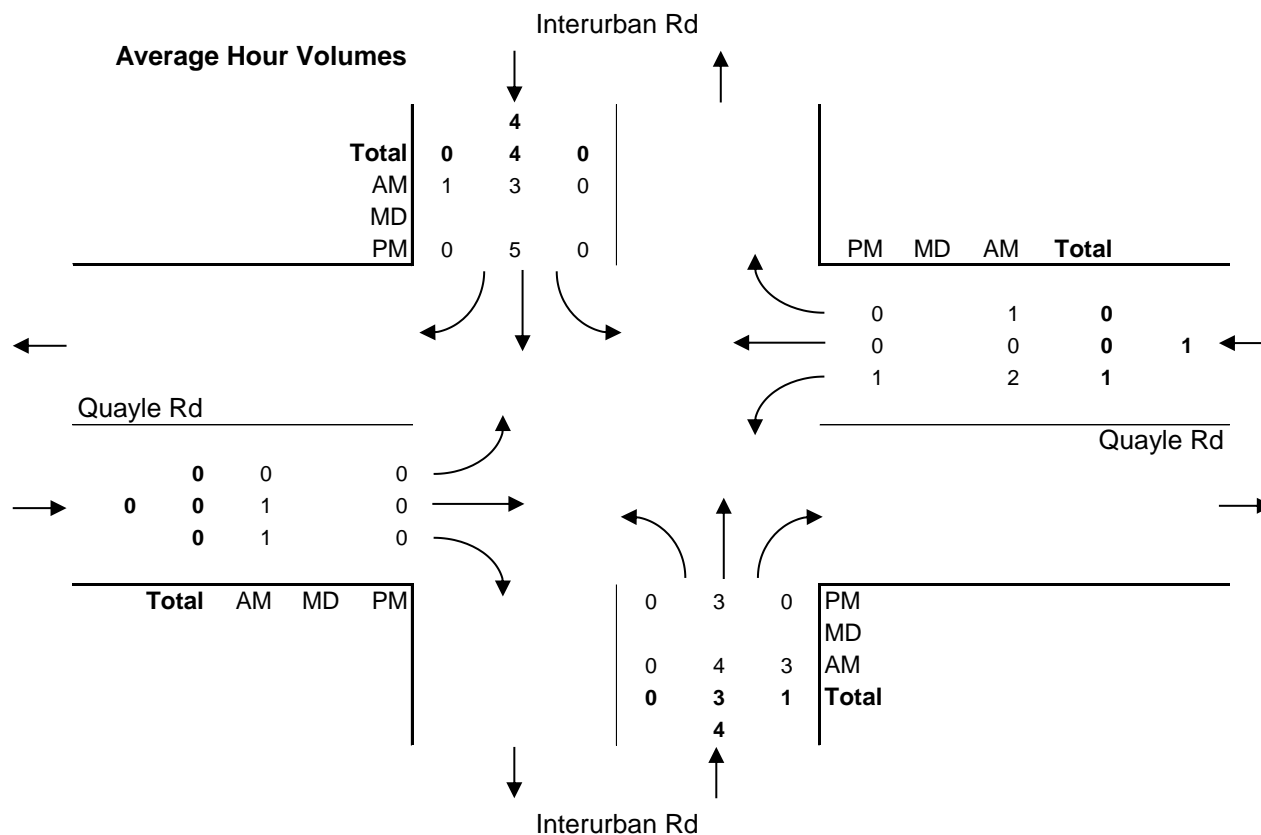 Interurban Rd
Average Hour Volumes
4
Total 0 4 0
AM 1 3 0
MD
PM 0 5 0
PM MD AM Total
0 1 0
0 0 0 1
1 2 1
Quayle Rd
Quayle Rd
0 0 0
0 0 1 0
0 1 0
Total AM MD PM
0 3 0 PM
MD
0 4 3 AM
0 3 1 Total
4
Interurban Rd